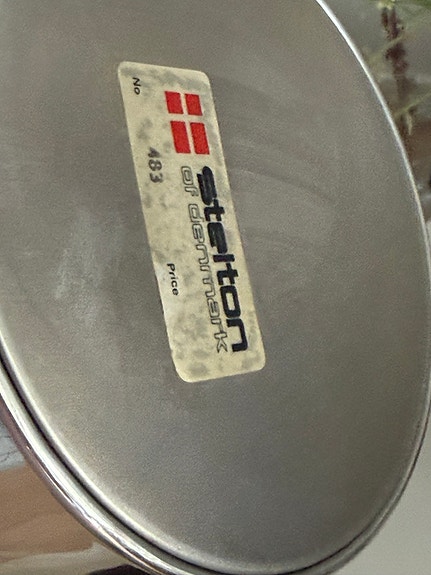 No 483
stelton
of denmark
Price